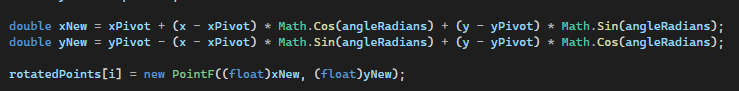 double xNew = xPivot + (x - xPivot) * Math.Cos(angleRadians) + (y - yPivot) * Math.Sin(angleRadians);
double yNew = yPivot - (x - xPivot) * Math.Sin(angleRadians) + (y - yPivot) * Math.Cos(angleRadians);
rotatedPoints[i] = new PointF((float)xNew, (float)yNew);